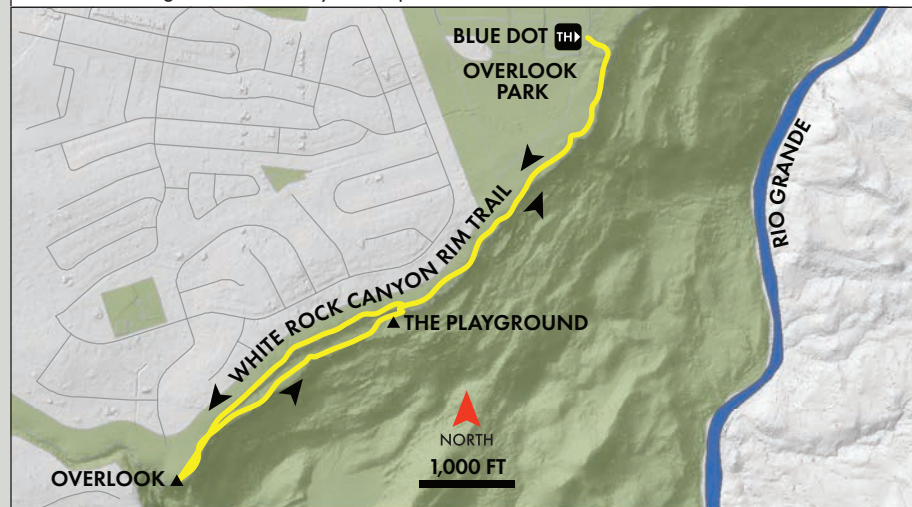 BLUE DOT TH
OVERLOOK
PARK
RIO GRANDE
WHITE ROCK CANYON RIM TRAIL
THE PLAYGROUND
NORTH
1,000 FT
OVERLOOK